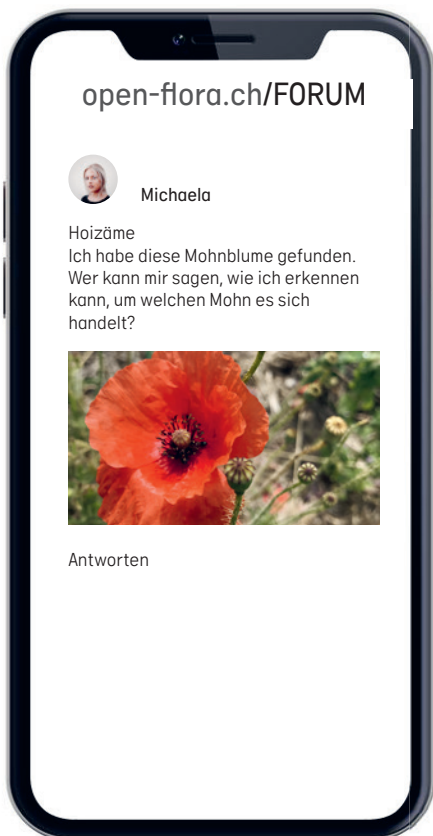 open-flora.ch/FORUM
Michaela
Hoizäme
Ich habe diese Mohnblume gefunden.
Wer kann mir sagen, wie ich erkennen
kann, um welchen Mohn es sich
handelt?
Antworten